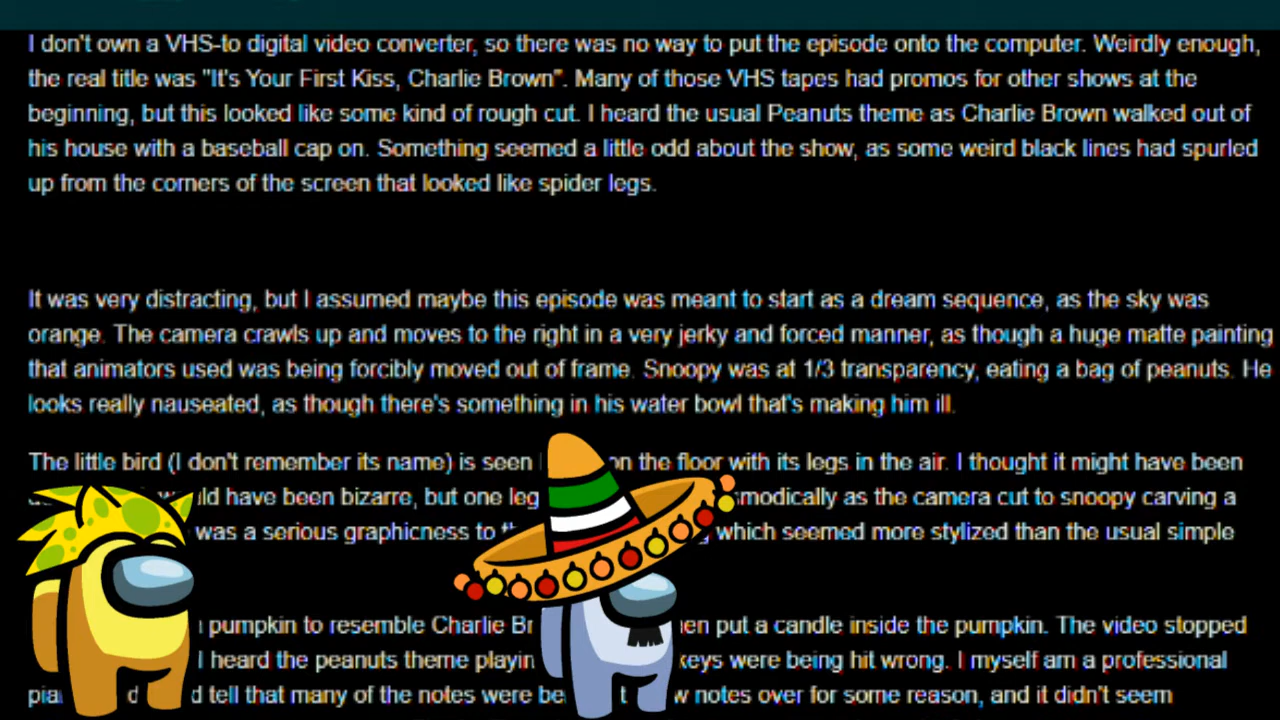 I don't own a VHS-to digital video converter, so there was no way to put the episode onto the computer. Weirdly enough,
the real title was "It's Your First Kiss, Charlie Brown". Many of those VHS tapes had promos for other shows at the
beginning, but this looked like some kind of rough cut. I heard the usual Peanuts theme as Charlie Brown walked out of
his house with a baseball cap on. Something seemed a little odd about the show, as some weird black lines had spurled
up from the corners of the screen that looked like spider legs.
It was very distracting, but I assumed maybe this episode was meant to start as a dream sequence, as the sky was
orange. The camera crawls up and moves to the right in a very jerky and forced manner, as though a huge matte painting
that animators used was being forcibly moved out of frame. Snoopy was at 1/3 transparency, eating a bag of peanuts. He
looks really nauseated, as though there's something in his water bowl that's making him ill.
The little bird (I don't remember its name) is seen on the floor with its legs in the air. I thought it might have been
have been bizarre, but one leg as the camera cut to snoopy carving a
was a serious graphicness to which seemed more stylized than the usual simple
pumpkin to resemble Charlie put a candle inside the pumpkin. The video stopped
I heard the peanuts theme keys were being hit wrong. I myself am a professional
tell that many of the notes were notes over for some reason, and it didn't seem